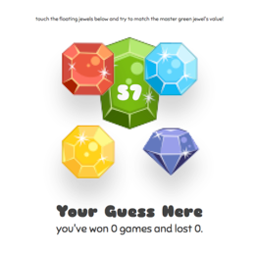 touch the floating jewels below and try to match the master green jewel's value!
37
Your Guess Here
you've won 0 games and lost 0.